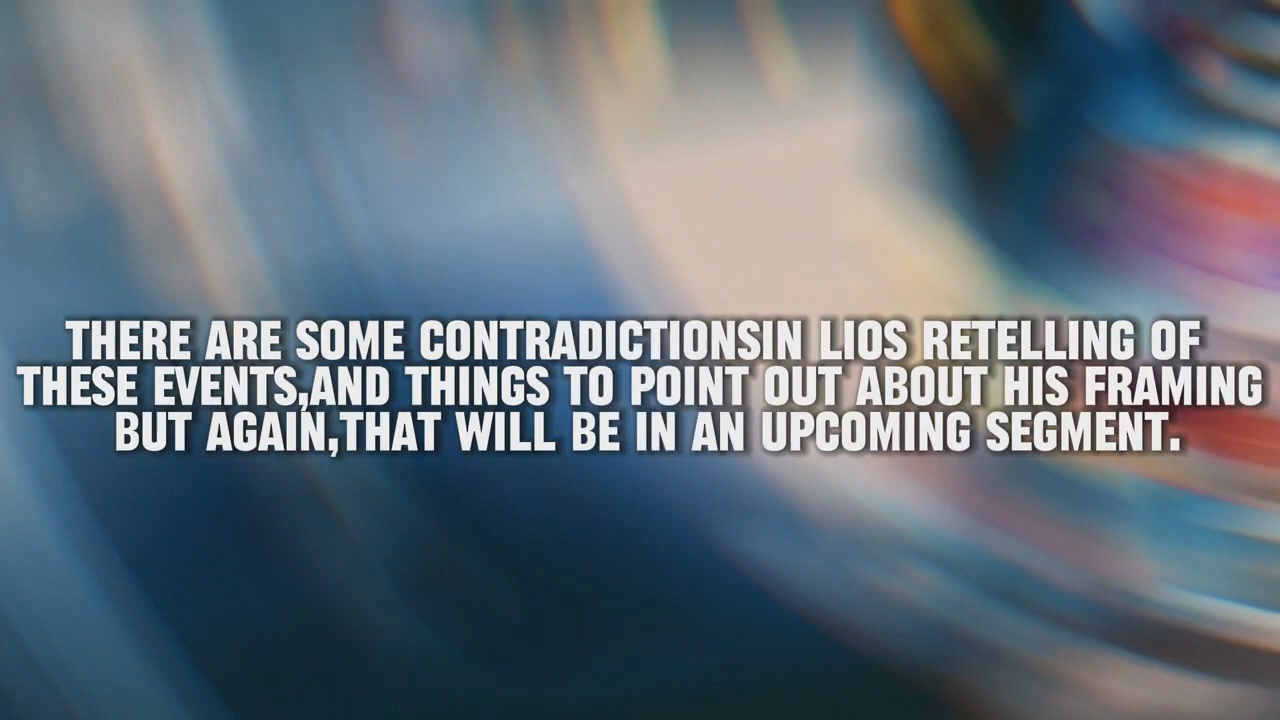 THERE ARE SOME CONTRADICTIONSIN LIOS RETELLING OF
THESE EVENTS,AND THINGS TO POINT OUT ABOUT HIS FRAMING
BUT AGAIN,THAT WILL BE IN AN UPCOMING SEGMENT.